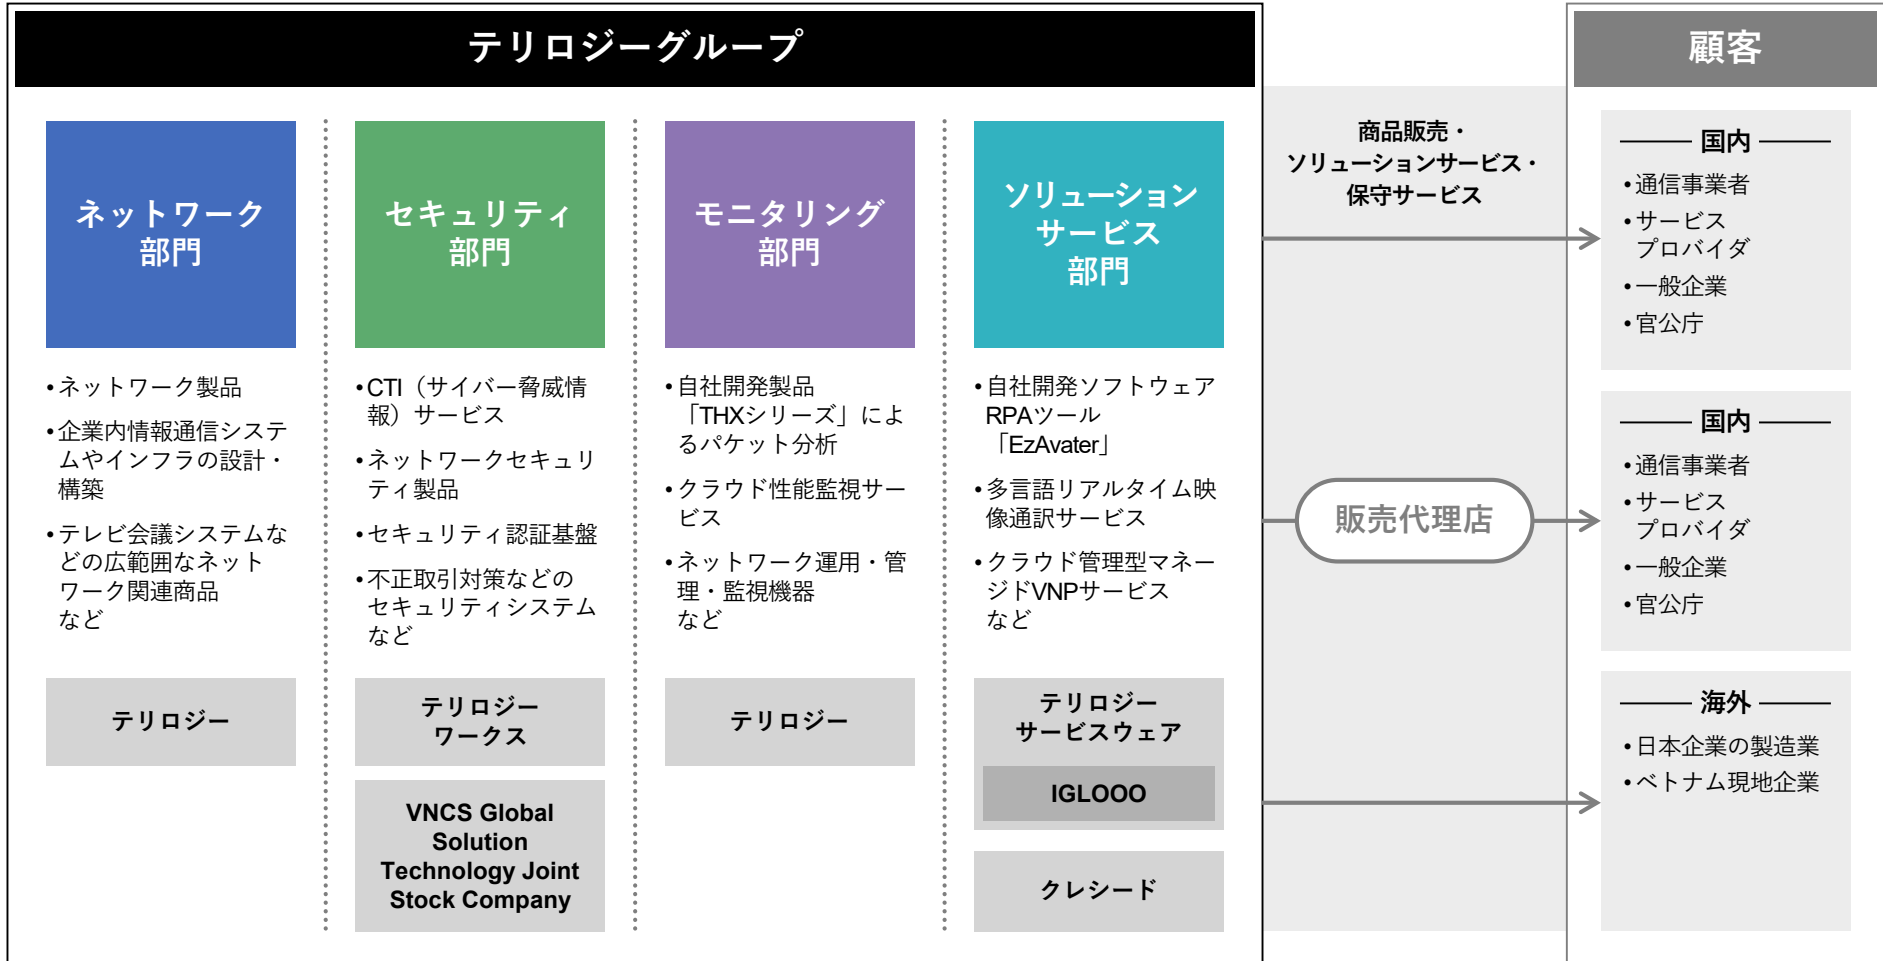 テリロジーグループ
ネットワーク
部門
•ネットワーク製品
•企業内情報通信システ
ムやインフラの設計・
構築
•テレビ会議システムな
どの広範囲なネット
ワーク関連商品
など
テリロジー
セキュリティ
部門
•CTI（サイバー脅威情
報）サービス
•ネットワークセキュリ
ティ製品
•セキュリティ認証基盤
•不正取引対策などの
セキュリティシステム
など
テリロジー
ワークス
VNCS Global
Solution
Technology Joint
Stock Company
モニタリング
部門
•自社開発製品
「THXシリーズ」によ
るパケット分析
•クラウド性能監視サー
ビス
•ネットワーク運用・管
理・監視機器
など
テリロジー
ソリューション
サービス
部門
•自社開発ソフトウェア
RPAツール
「EzAvater」
•多言語リアルタイム映
像通訳サービス
•クラウド管理型マネー
ジドVNPサービス
など
テリロジー
サービスウェア
IGLOOO
クレシード
商品販売・
ソリューションサービス・
保守サービス
販売代理店
顧客
国内
•通信事業者
•サービス
プロバイダ
•一般企業
•官公庁
国内
•通信事業者
•サービス
プロバイダ
•一般企業
•官公庁
海外
•日本企業の製造業
•ベトナム現地企業